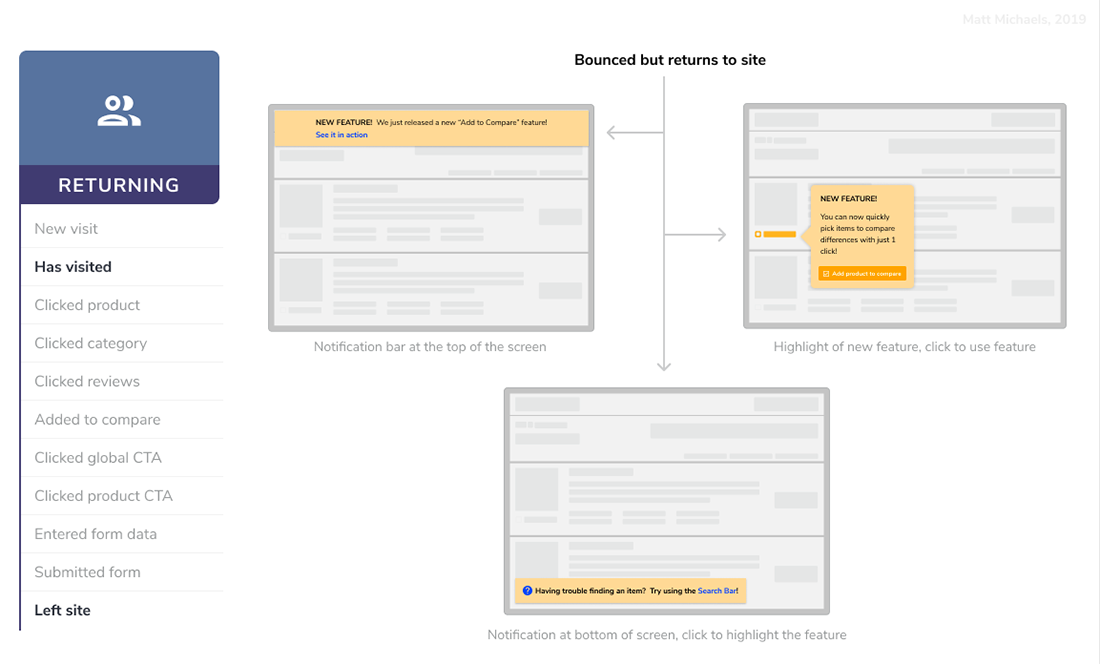 Matt Michaels, 2019
RETURNING
New visit
Has visited
Clicked product
Clicked category
Clicked reviews
Added to compare
Clicked global CTA
Clicked product CTA
Entered form data
Submitted form
Left site
Bounced but returns to site
NEW FEATURE! We just released a new "Add to Compare" feature!
See it in action
Notification bar at the top of the screen
NEW FEATURE!
You can now quickly
pick items to compare
differences with just 1
click!
Add product to compare
Highlight of new feature, click to use feature
? Having trouble finding an item? Try using the Search Bar!
Notification at bottom of screen, click to highlight the feature